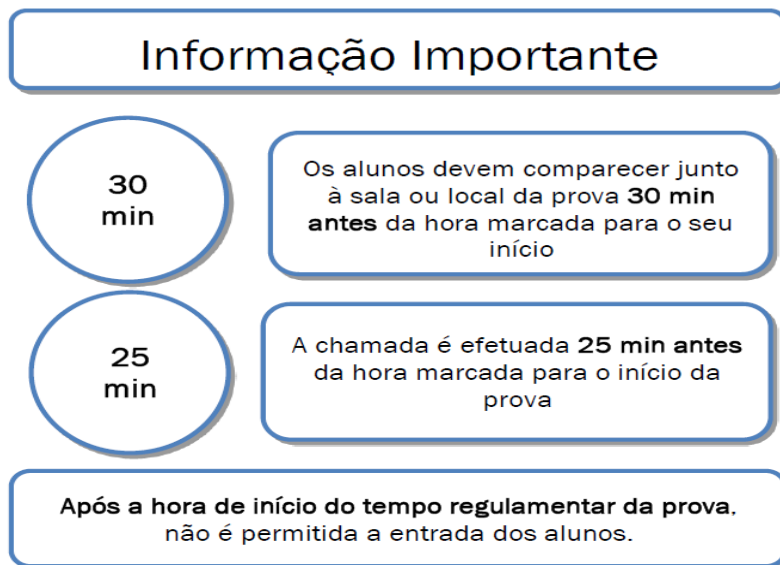 Informação Importante
30
min
Os alunos devem comparecer junto
à sala ou local da prova 30 min
antes da hora marcada para o seu
início
25
min
A chamada é efetuada 25 min antes
da hora marcada para o início da
prova
Após a hora de início do tempo regulamentar da prova,
não é permitida a entrada dos alunos.